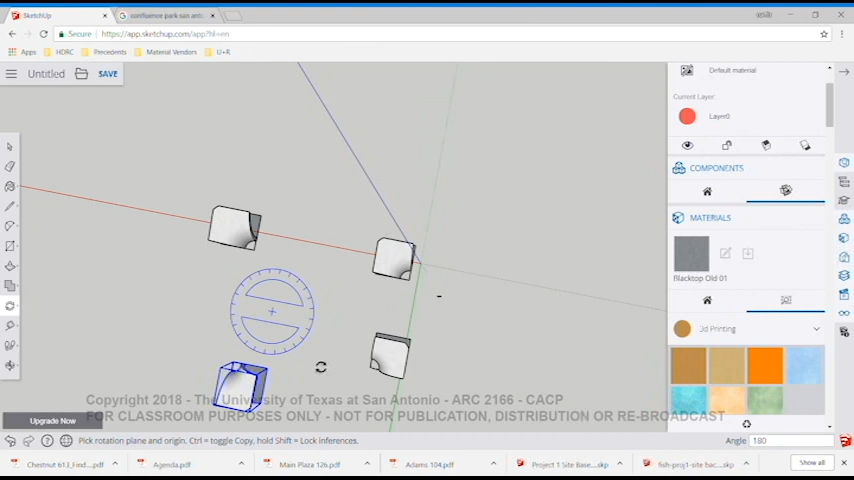 SketchUp
confluence park san anto
Secure https://app.sketchup.com/app?hl=en
Apps HDRC Precedents Material Vendors U+R
Untitled SAVE
Default material
Current Layer:
Layer0
COMPONENTS
MATERIALS
Blacktop Old 01
3d Printing
Copyright 2018 - The University of Texas at San Antonio - ARC 2166 - CACP
FOR CLASSROOM PURPOSES ONLY - NOT FOR PUBLICATION, DISTRIBUTION OR RE-BROADCAST
Upgrade Now
Pick rotation plane and origin. Ctrl = toggle Copy, hold Shift = Lock inferences.
Angle 180
Chestnut 613_Find....pdf Agenda.pdf Main Plaza 126.pdf Adams 104.pdf Project 1 Site Base....skp fish-proj1-site bac....skp Show all